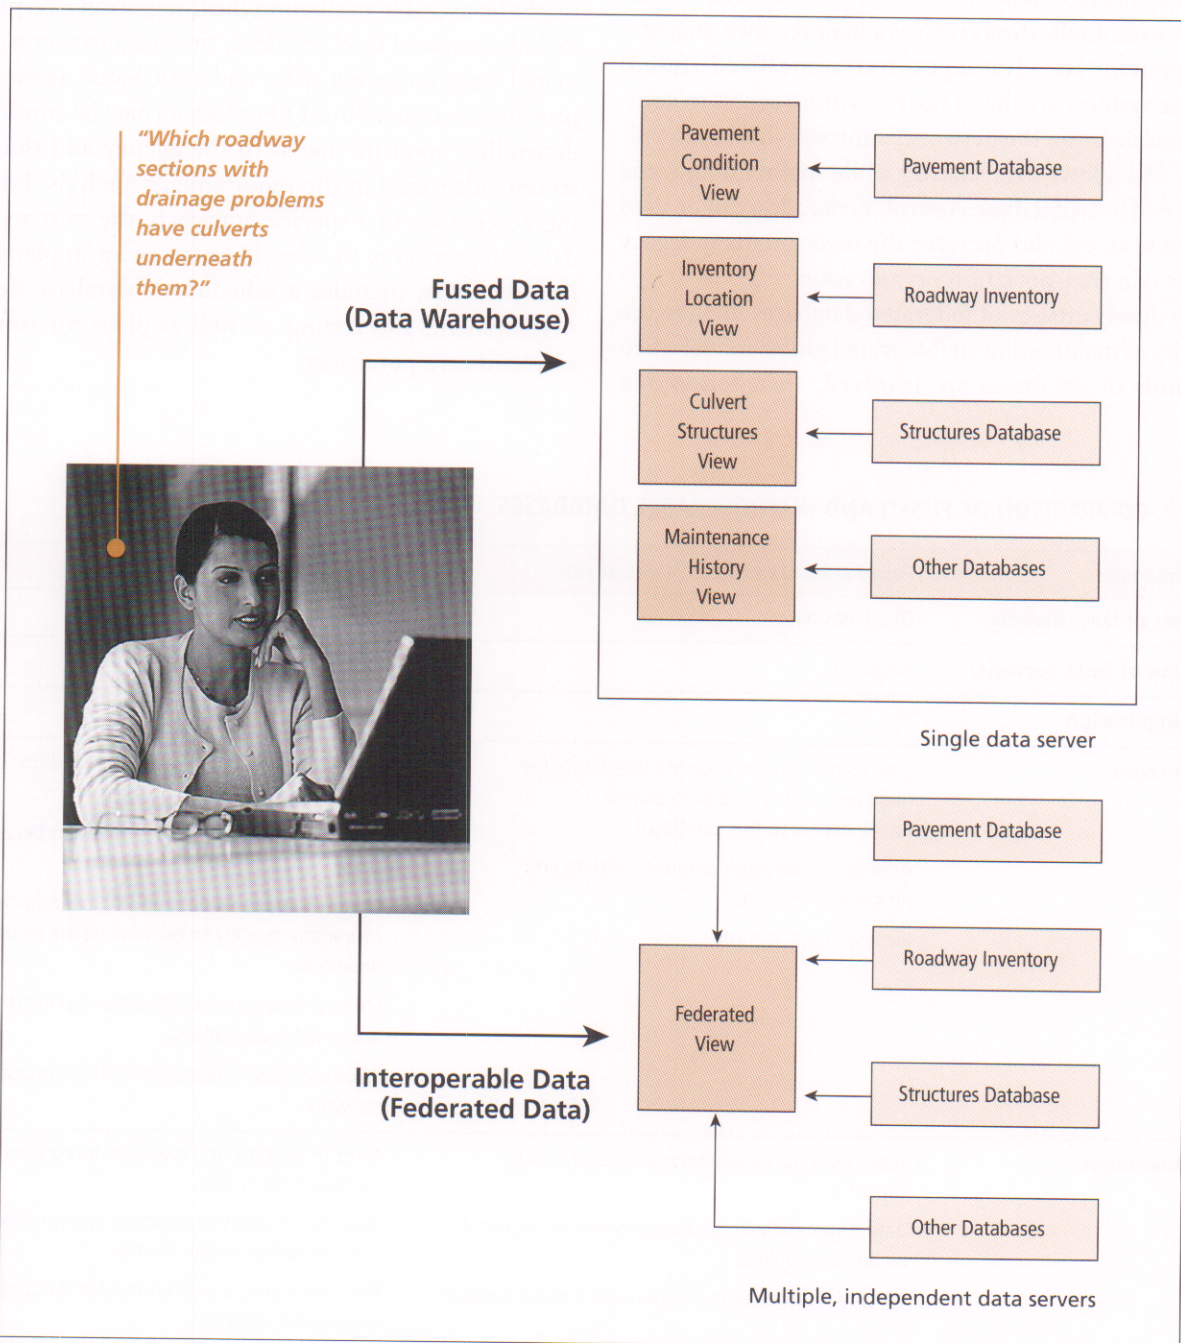 "Which roadway
sections with
drainage problems
have culverts
underneath
them?"
Fused Data
(Data Warehouse)
Pavement
Condition
View
Pavement Database
Inventory
Location
View
Roadway Inventory
Culvert
Structures
View
Structures Database
Maintenance
History
View
Other Databases
Single data server
Interoperable Data
(Federated Data)
Federated
View
Pavement Database
Roadway Inventory
Structures Database
Other Databases
Multiple, independent data servers